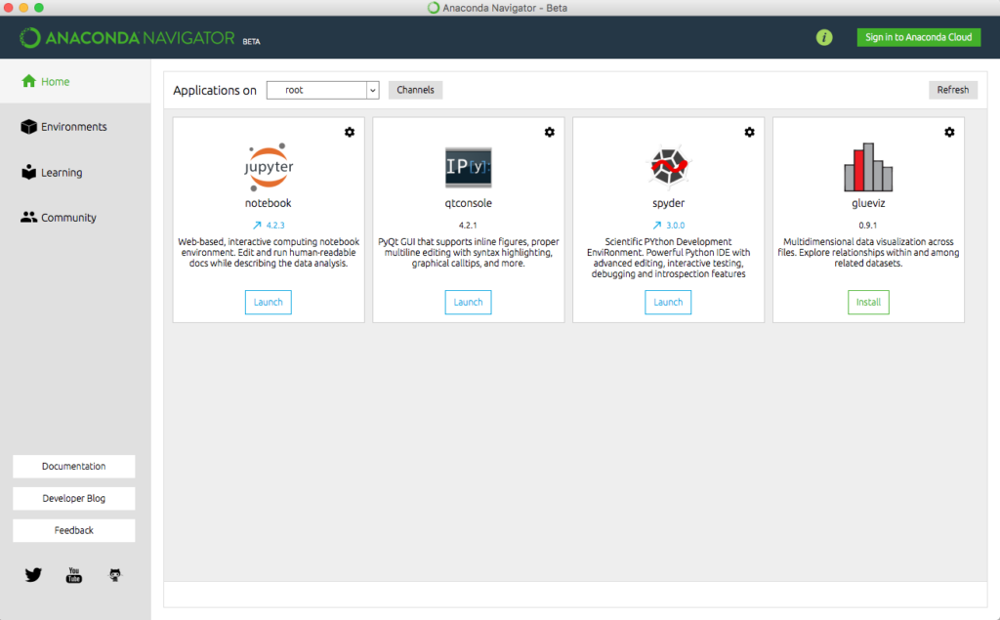 Anaconda Navigator - Beta
ANACONDA NAVIGATOR BETA
i
Sign in to Anaconda Cloud
Home
Environments
Learning
Community
Documentation
Developer Blog
Feedback
You
Tube
Applications on
root
Channels
Refresh
jupyter
notebook
4.2.3
Web-based, interactive computing notebook
environment. Edit and run human-readable
docs while describing the data analysis.
Launch
IP[y]:
qtconsole
4.2.1
PyQt GUI that supports inline figures, proper
multiline editing with syntax highlighting,
graphical calltips, and more.
Launch
spyder
3.0.0
Scientific PYthon Development
EnviRonment. Powerful Python IDE with
advanced editing, interactive testing,
debugging and introspection features
Launch
glueviz
0.9.1
Multidimensional data visualization across
files. Explore relationships within and among
related datasets.
Install